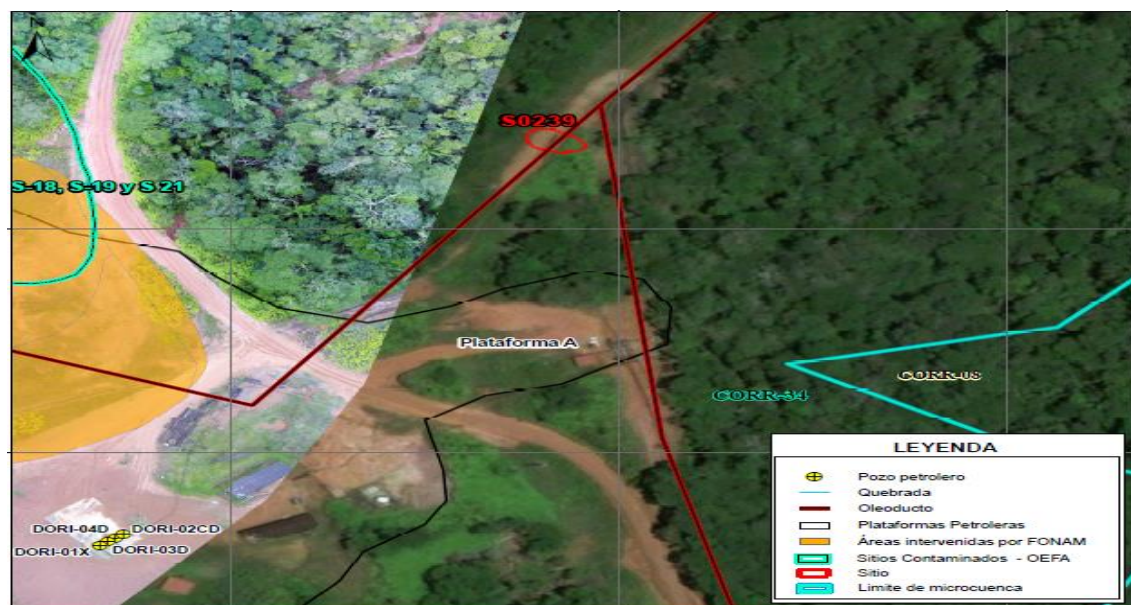 N
S0239
S-18, S-19 y S 21
Plataforma A
CORR-08
CORR-34
DORI-04D
DORI-02CD
DORI-01X
DORI-03D
LEYENDA
Pozo petrolero
Quebrada
Oleoducto
Plataformas Petroleras
Áreas intervenidas por FONAM
Sitios Contaminados - OEFA
Sitio
Limite de microcuenca